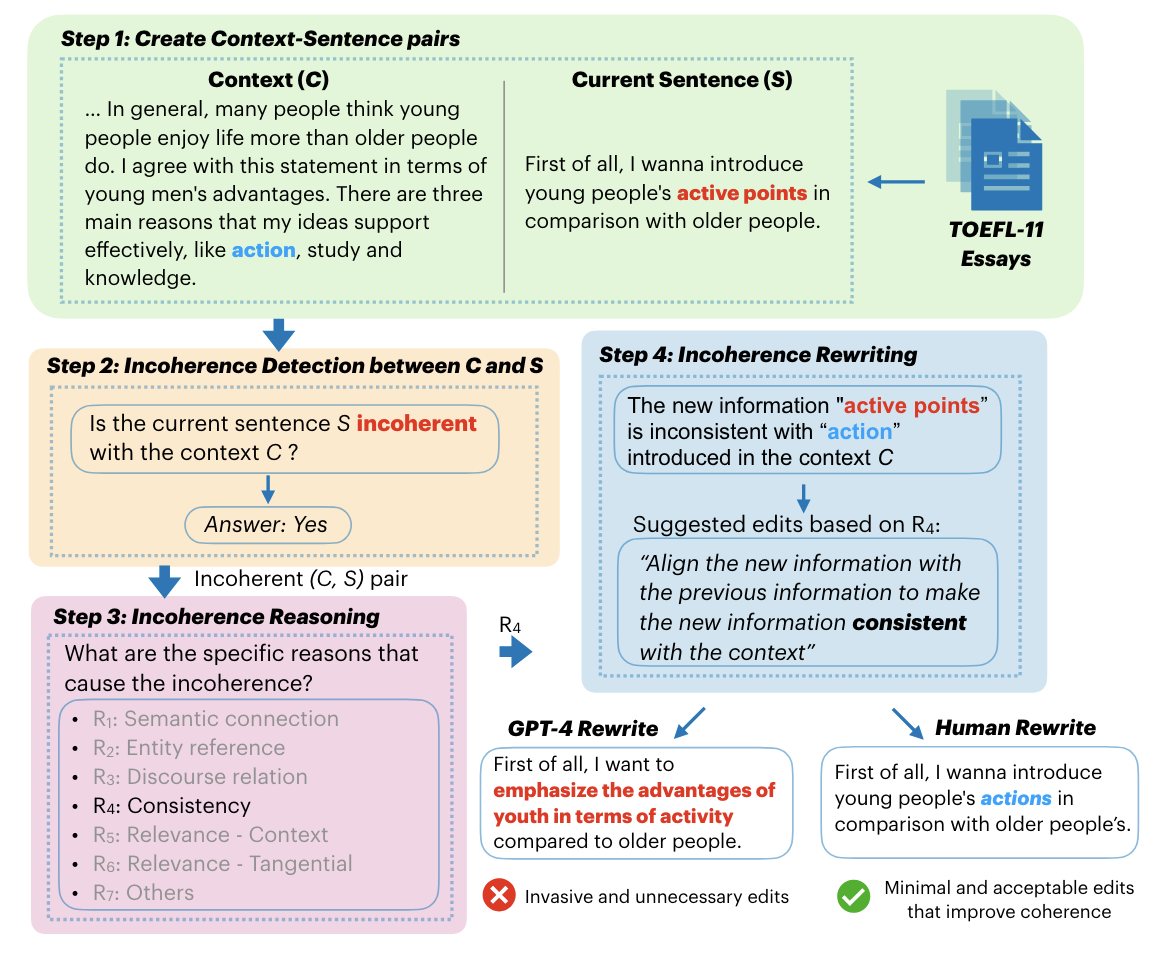 Step 1: Create Context-Sentence pairs
Context (C)
... In general, many people think young
people enjoy life more than older people
do. I agree with this statement in terms of
young men's advantages. There are three
main reasons that my ideas support
effectively, like action, study and
knowledge.
Current Sentence (S)
First of all, I wanna introduce
young people's active points in
comparison with older people.
TOEFL-11
Essays
Step 2: Incoherence Detection between C and S
Is the current sentence S incoherent
with the context C ?
Answer: Yes
Incoherent (C, S) pair
Step 3: Incoherence Reasoning
What are the specific reasons that
cause the incoherence?
• R₁: Semantic connection
• R₂: Entity reference
• R₃: Discourse relation
• R₄: Consistency
• R₅: Relevance - Context
• R₆: Relevance - Tangential
• R₇: Others
R₄
Step 4: Incoherence Rewriting
The new information "active points”
is inconsistent with “action”
introduced in the context C
Suggested edits based on R₄:
“Align the new information with
the previous information to make
the new information consistent
with the context”
GPT-4 Rewrite
First of all, I want to
emphasize the advantages of
youth in terms of activity
compared to older people.
Invasive and unnecessary edits
Human Rewrite
First of all, I wanna introduce
young people's actions in
comparison with older people’s.
Minimal and acceptable edits
that improve coherence